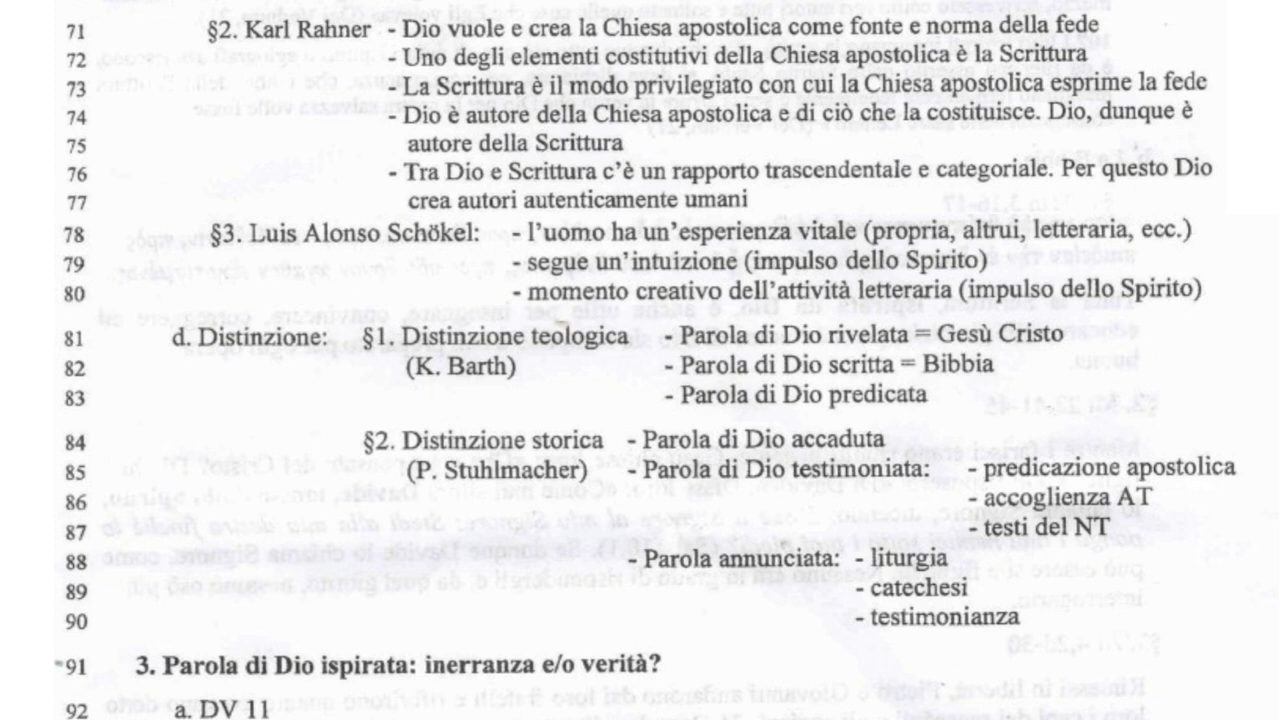 71 §2. Karl Rahner - Dio vuole e crea la Chiesa apostolica come fonte e norma della fede
72 - Uno degli elementi costitutivi della Chiesa apostolica è la Scrittura
73 - La Scrittura è il modo privilegiato con cui la Chiesa apostolica esprime la fede
74 - Dio è autore della Chiesa apostolica e di ciò che la costituisce. Dio, dunque è
75 autore della Scrittura
76 - Tra Dio e Scrittura c’è un rapporto trascendentale e categoriale. Per questo Dio
77 crea autori autenticamente umani
78 §3. Luis Alonso Schökel: - l’uomo ha un’esperienza vitale (propria, altrui, letteraria, ecc.)
79 - segue un’intuizione (impulso dello Spirito)
80 - momento creativo dell’attività letteraria (impulso dello Spirito)
81 d. Distinzione: §1. Distinzione teologica - Parola di Dio rivelata = Gesù Cristo
82 (K. Barth) - Parola di Dio scritta = Bibbia
83 - Parola di Dio predicata
84 §2. Distinzione storica - Parola di Dio accaduta
85 (P. Stuhlmacher) - Parola di Dio testimoniata: - predicazione apostolica
86 - accoglienza AT
87 - testi del NT
88 - Parola annunciata: - liturgia
89 - catechesi
90 - testimonianza
91 3. Parola di Dio ispirata: inerranza e/o verità?
92 a. DV 11